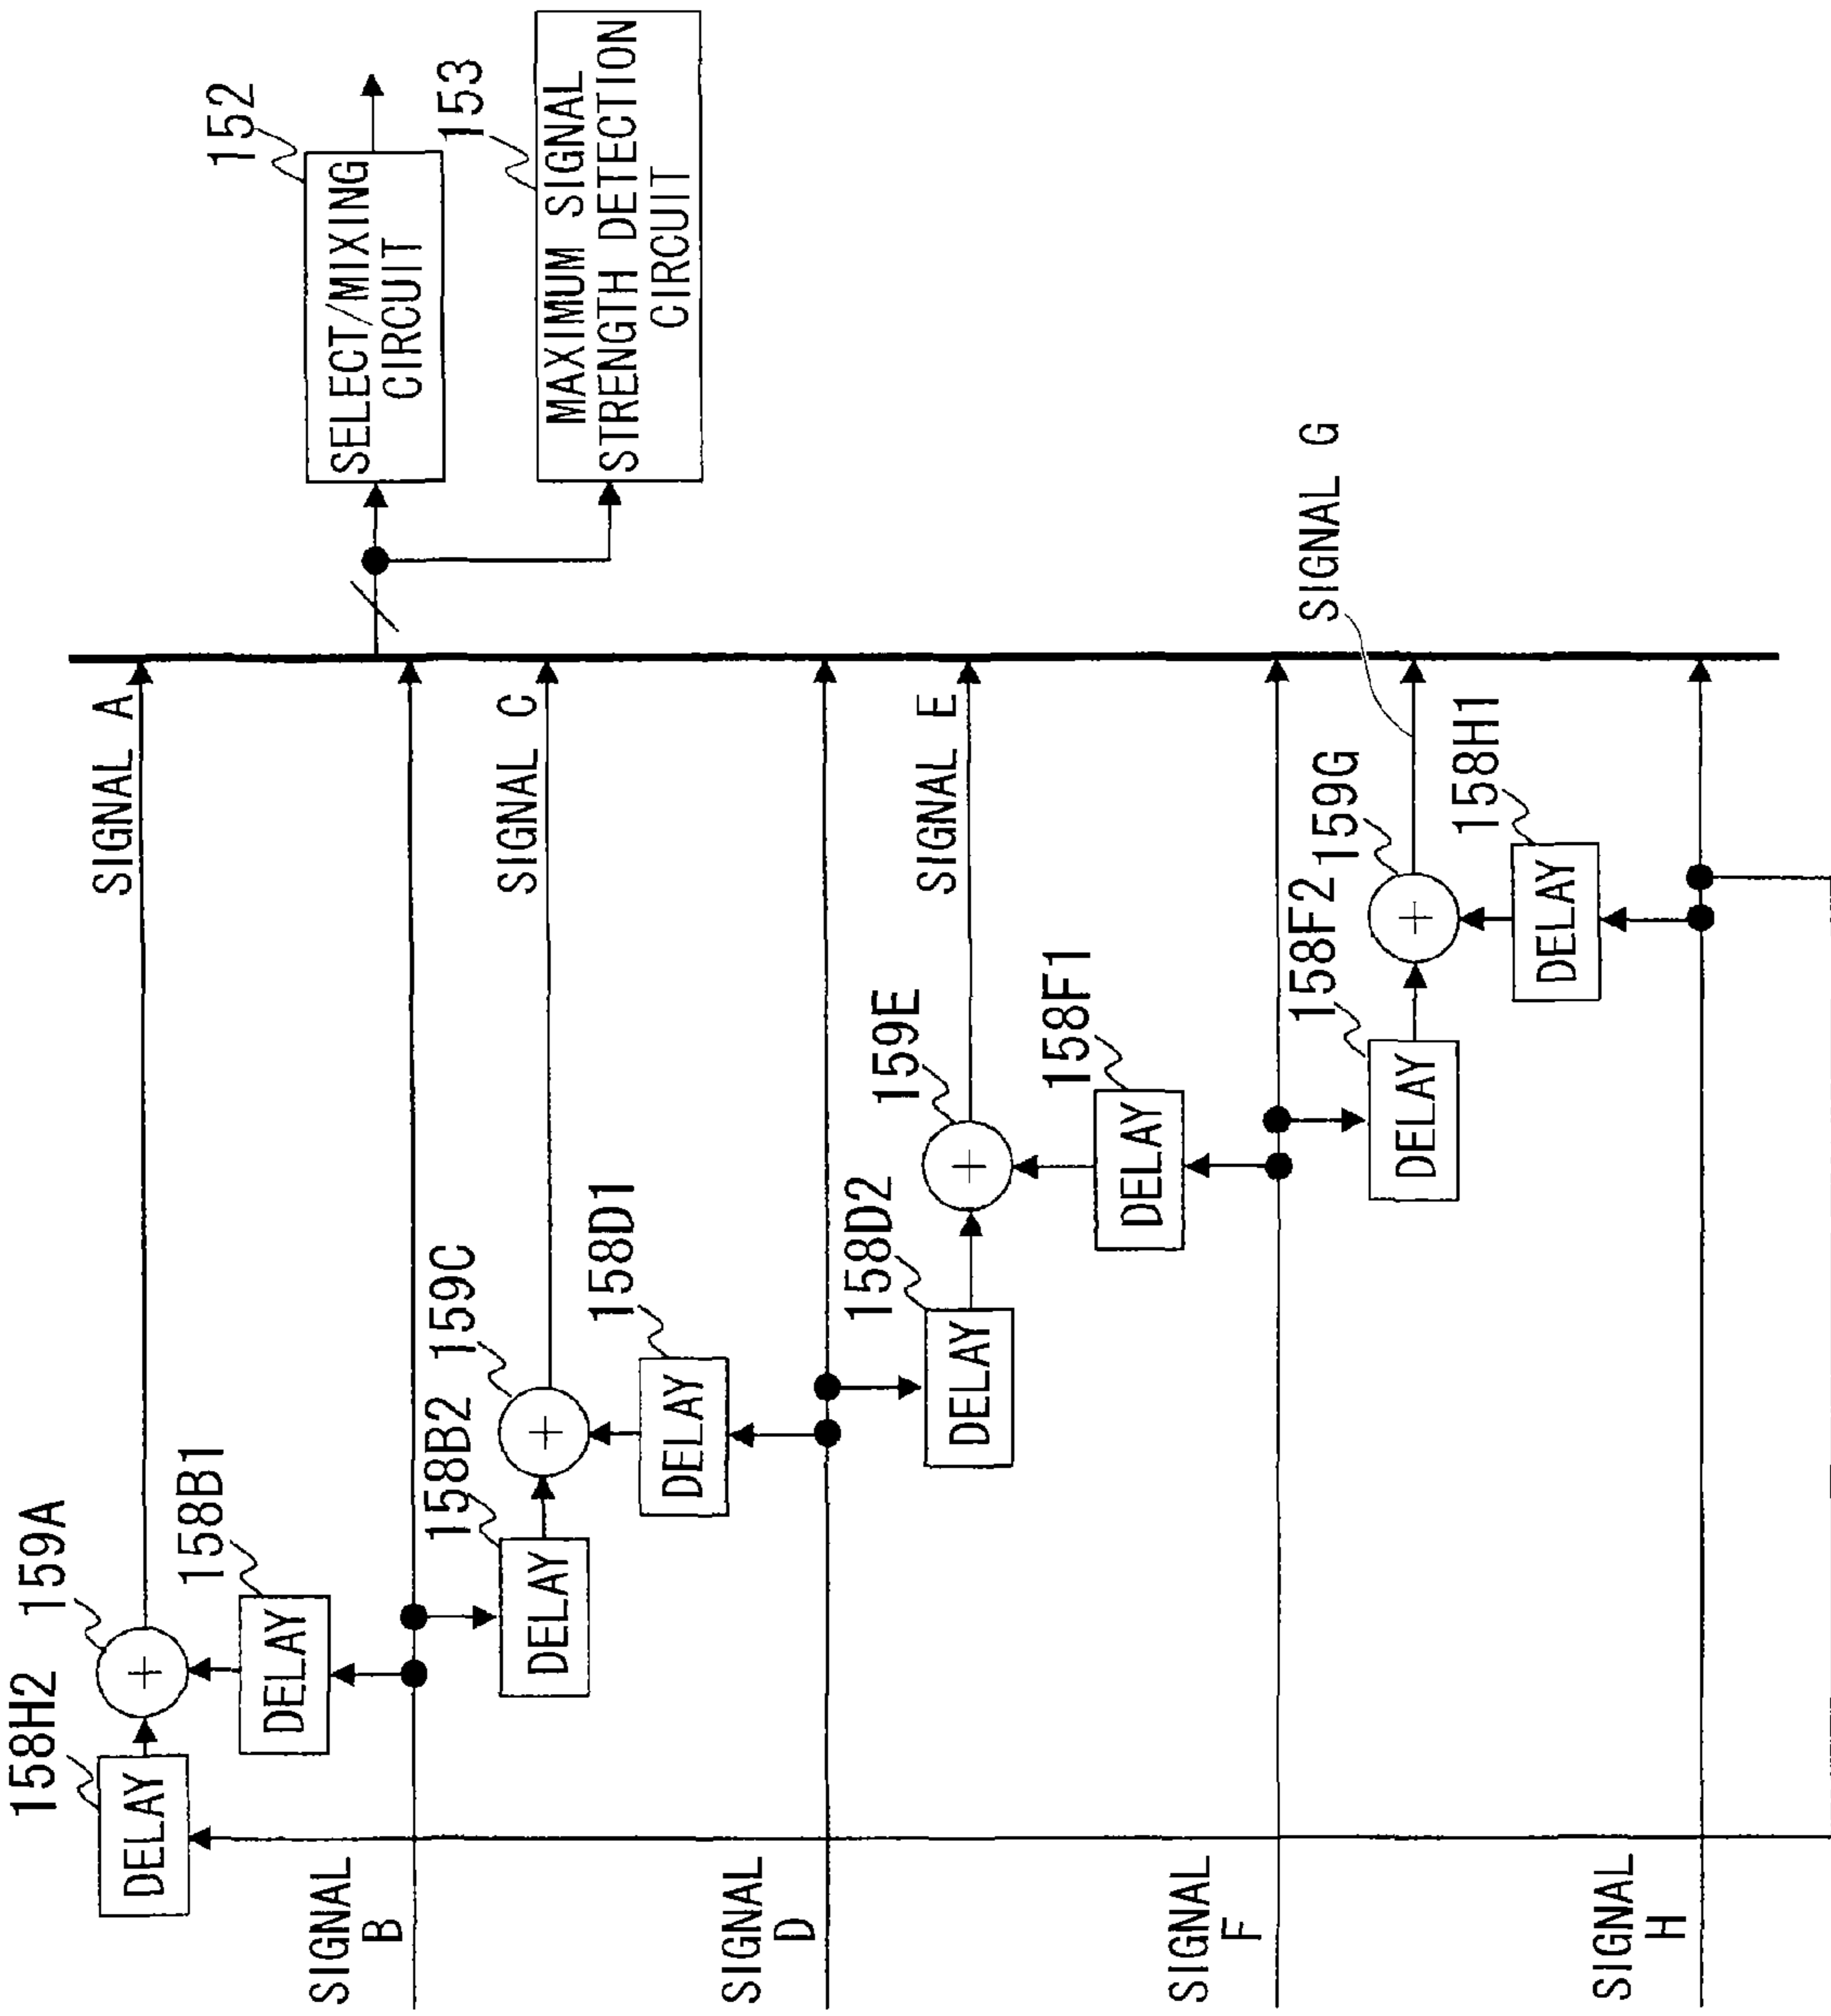 158H2
159A
DELAY
158B1
DELAY
SIGNAL A
SIGNAL
B
158B2
159C
DELAY
158D1
DELAY
SIGNAL C
SIGNAL
D
158D2
159E
DELAY
158F1
DELAY
SIGNAL E
SIGNAL
F
158F2
159G
DELAY
158H1
DELAY
SIGNAL G
SIGNAL
H
152
SELECT/MIXING
CIRCUIT
153
MAXIMUM SIGNAL
STRENGTH DETECTION
CIRCUIT